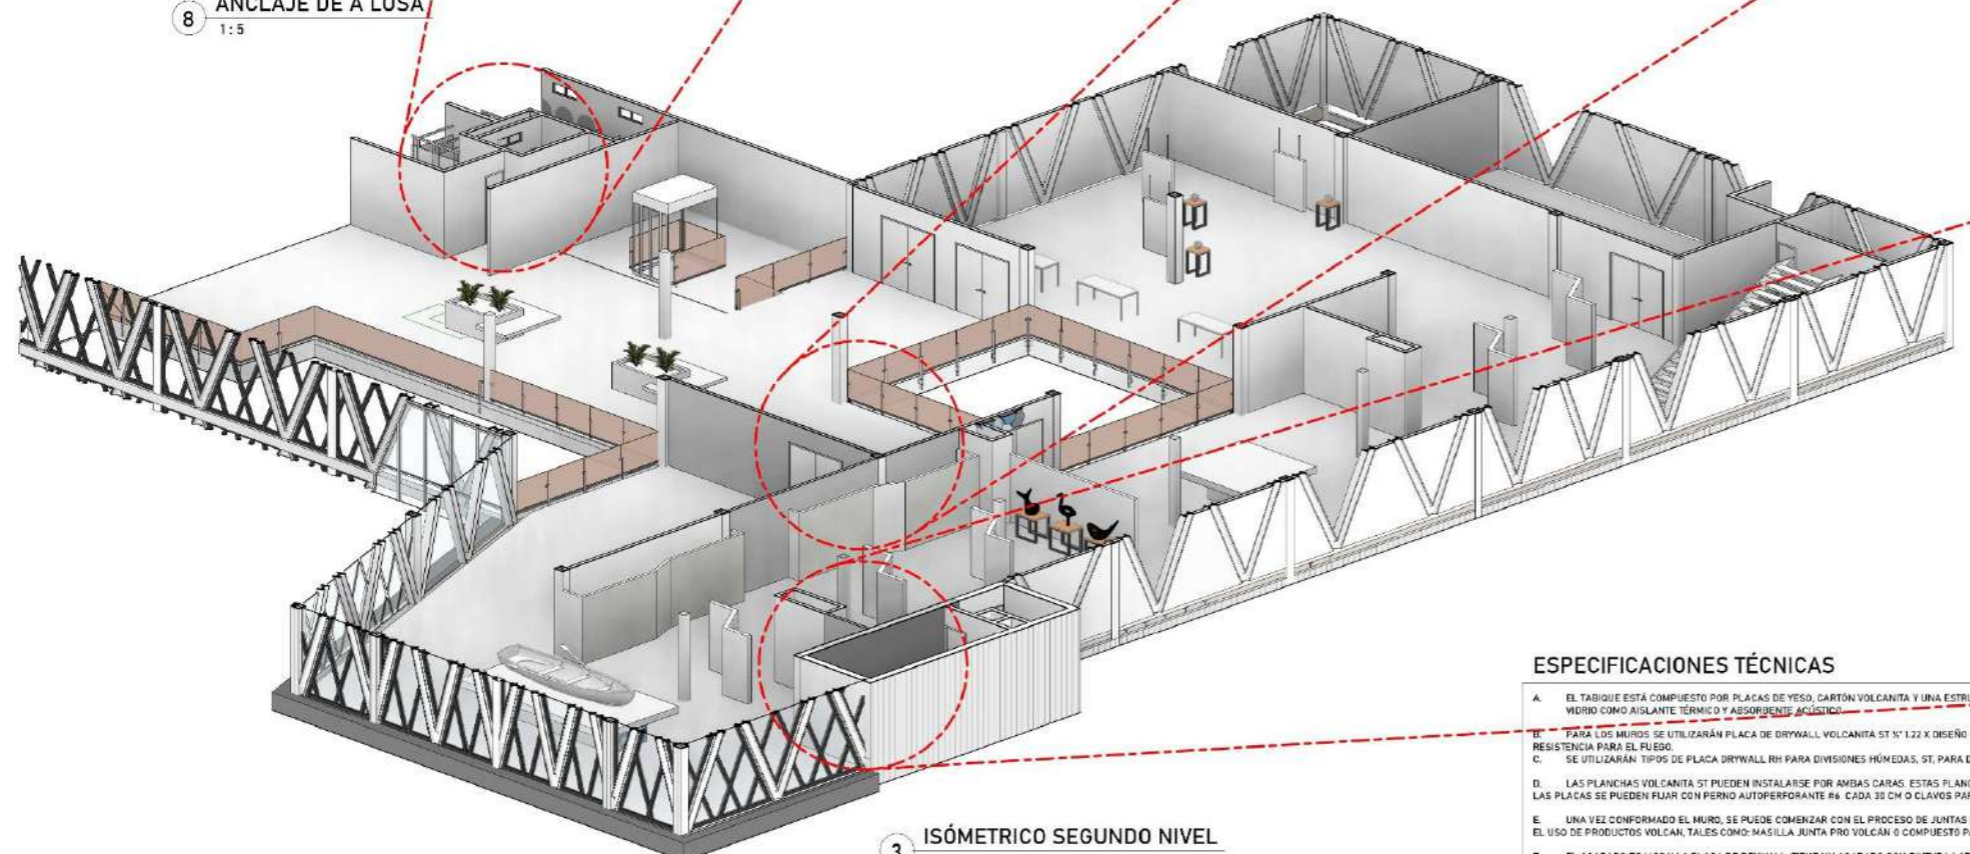 8 ANCLAJE DE A LOSA
1 : 5
3 ISÓMETRICO SEGUNDO NIVEL
ESPECIFICACIONES TÉCNICAS
A. EL TABIQUE ESTÁ COMPUESTO POR PLACAS DE YESO, CARTÓN VOLCANITA Y UNA
VIDRIO COMO AISLANTE TÉRMICO Y ABSORBENTE ACÚSTICO.
B. PARA LOS MUROS SE UTILIZARÁN PLACA DE DRYWALL VOLCANITA ST 1.22 X DISEÑO
RESISTENCIA PARA EL FUEGO.
C. SE UTILIZARÁN TIPOS DE PLACA DRYWALL RH PARA DIVISIONES HÚMEDAS, ST, PARA
D. LAS PLANCHAS VOLCANITA ST PUEDEN INSTALARSE POR AMBAS CARAS. ESTAS
LAS PLACAS SE PUEDEN FIJAR CON PERNO AUTOPERFORANTE #6 CADA 30 CM O CLAVOS
E. UNA VEZ CONFORMADO EL MURO, SE PUEDE COMENZAR CON EL PROCESO DE JUNTAS
EL USO DE PRODUCTOS VOLCAN, TALES COMO: MASILLA JUNTA PRO VOLCÁN O COMPUESTO